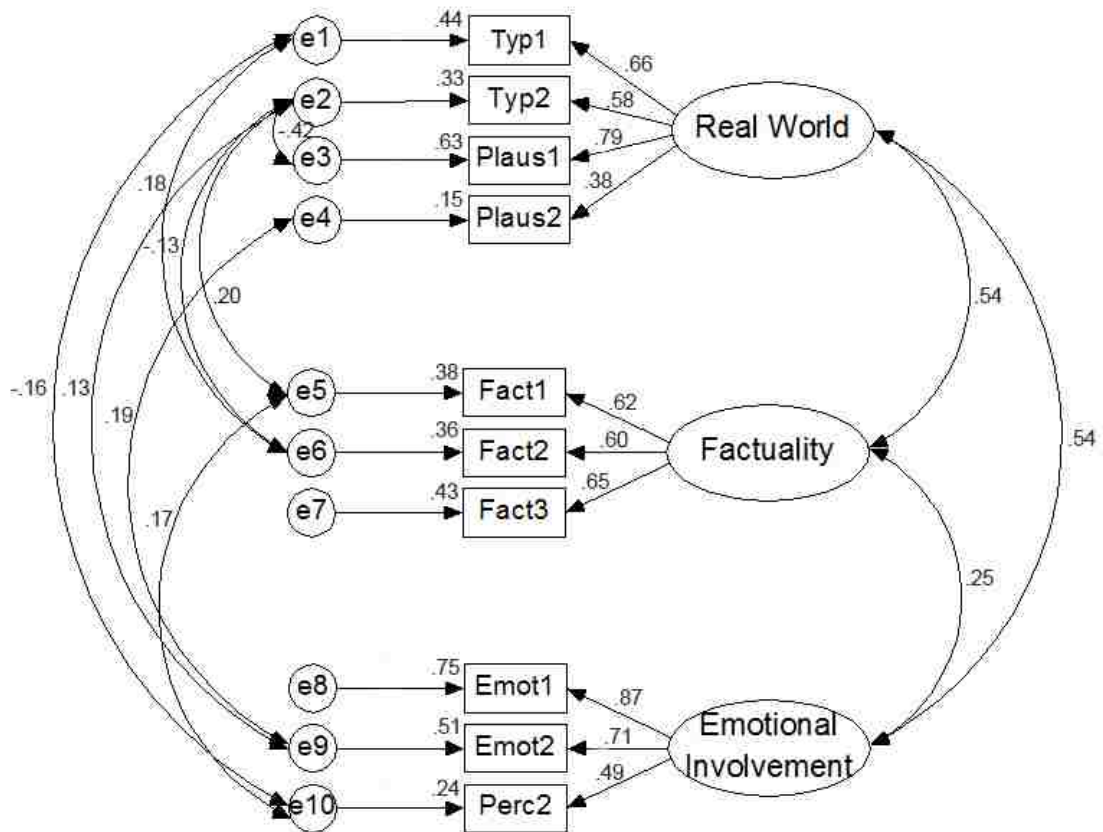 .44
e1
Typ1
.66
.33
e2
Typ2
.58
Real World
-.42
.63
e3
Plaus1
.79
.18
.38
.15
e4
Plaus2
-.13
.20
.54
.38
e5
Fact1
.62
-.16
.13
.19
.36
e6
Fact2
.60
Factuality
.54
.43
e7
Fact3
.65
.17
.25
.75
e8
Emot1
.87
.51
e9
Emot2
.71
Emotional
Involvement
.49
.24
e10
Perc2